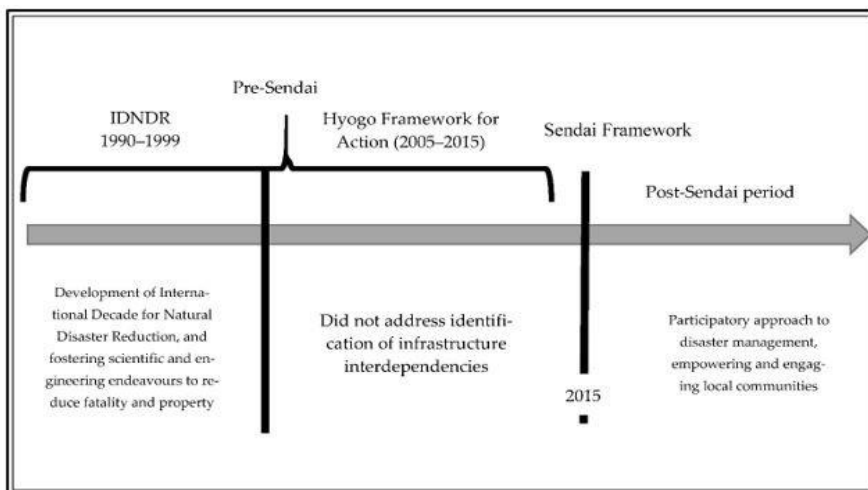 Pre-Sendai
IDNDR
1990–1999
Hyogo Framework for
Action (2005–2015)
Sendai Framework
Post-Sendai period
Development of Interna-
tional Decade for Natural
Disaster Reduction, and
fostering scientific and en-
gineering endeavours to re-
duce fatality and property
Did not address identifi-
cation of infrastructure
interdependencies
Participatory approach to
disaster management,
empowering and engag-
ing local communities
2015